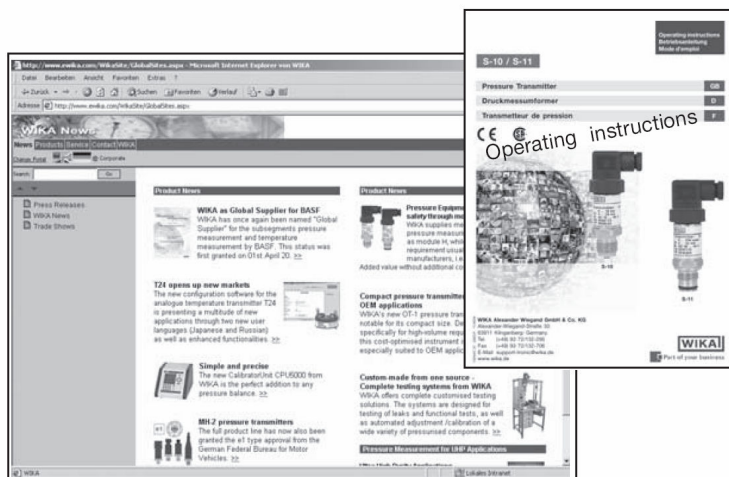 http://www.ewika.com/WikaSite/GlobalSites.aspx - Microsoft Internet Explorer von WIKA
Datei Bearbeiten Ansicht Favoriten Extras ?
Zurück Suchen Favoriten Verlauf
Adresse http://www.ewika.com/WikaSite/GlobalSites.aspx
WIKA News
News Products Service Contact WIKA
Change Portal Corporate
Search: Go
Press Releases
WIKA News
Trade Shows
Product News
WIKA as Global Supplier for BASF
WIKA has once again been named "Global
Supplier" for the subsegments pressure
measurement and temperature
measurement by BASF. This status was
first granted on 01st April 20. >>
T24 opens up new markets
The new configuration software for the
analogue temperature transmitter T24
is presenting a multitude of new
applications through two new user
languages (Japanese and Russian)
as well as enhanced functionalities. >>
Simple and precise
The new CalibratorUnit CPU5000 from
WIKA is the perfect addition to any
pressure balance. >>
MH-2 pressure transmitters
The full product line has now also been
granted the e1 type approval from the
German Federal Bureau for Motor
Vehicles. >>
Product News
Pressure Equipm
safety through mo
WIKA supplies me
pressure measur
as module H, while
requirement usual
manufacturers, i.e.
Added value without additional co
Compact pressure transmitter
OEM applications
WIKA's new OT-1 pressure tran
notable for its compact size. De
specifically for high-volume requ
this cost-optimised instrument i
especially suited to OEM applic
Custom-made from one source -
Complete testing systems from WIKA
WIKA offers complete customised testing
solutions. The systems are designed for
testing of leaks and functional tests, as well
as automated adjustment /calibration of a
wide variety of pressurised components. >>
Pressure Measurement for UHP Applications
WIKA
Lokales Intranet
Operating instructions
Betriebsanleitung
Mode d'emploi
S-10 / S-11
Pressure Transmitter GB
Druckmessumformer D
Transmetteur de pression F
CE
Operating instructions
S-10
S-11
WIKA Alexander Wiegand GmbH & Co. KG
Alexander-Wiegand-Straße 30
63911 Klingenberg Germany
www.wika.de
WIKA
Part of your business